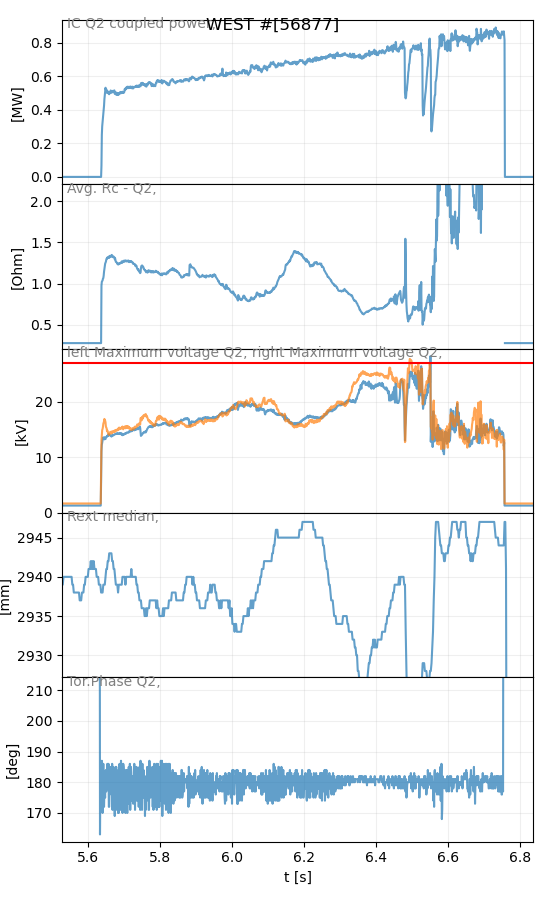 WEST #[56877]
IC Q2 coupled power
0.8
0.6
0.4
0.2
0.0
[MW]
Avg. Rc - Q2,
2.0
1.5
1.0
0.5
[Ohm]
left Maximum voltage Q2, right Maximum voltage Q2,
20
10
0
[kV]
Rext median,
2945
2940
2935
2930
[mm]
Tor.Phase Q2,
210
200
190
180
170
[deg]
5.6 5.8 6.0 6.2 6.4 6.6 6.8
t [s]